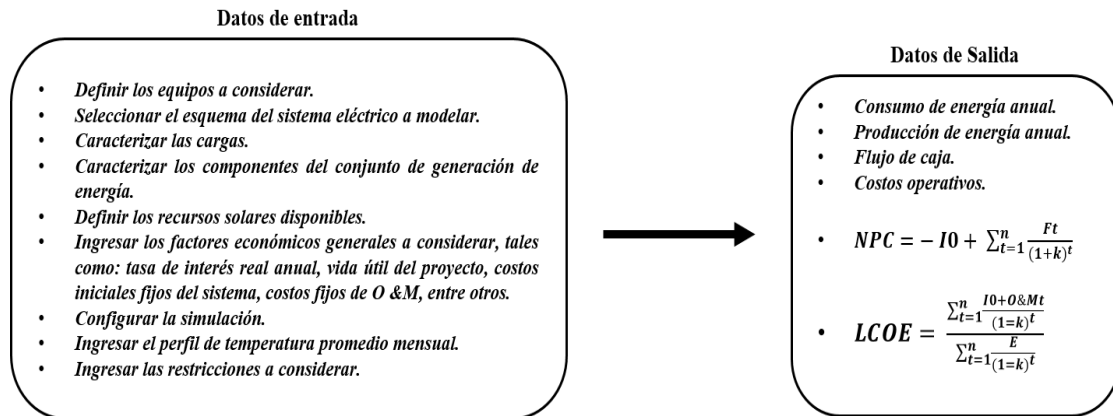 Datos de entrada
• Definir los equipos a considerar.
• Seleccionar el esquema del sistema eléctrico a modelar.
• Caracterizar las cargas.
• Caracterizar los componentes del conjunto de generación de
energía.
• Definir los recursos solares disponibles.
• Ingresar los factores económicos generales a considerar, tales
como: tasa de interés real anual, vida útil del proyecto, costos
iniciales fijos del sistema, costos fijos de O &M, entre otros.
• Configurar la simulación.
• Ingresar el perfil de temperatura promedio mensual.
• Ingresar las restricciones a considerar.
Datos de Salida
• Consumo de energía anual.
• Producción de energía anual.
• Flujo de caja.
• Costos operativos.
• NPC = − I0 + ∑_{t=1}^{n} Ft/(1+k)^t
• LCOE = (∑_{t=1}^{n} (I0+O&Mt)/(1=k)^t)/(∑_{t=1}^{n} E/(1=k)^t)